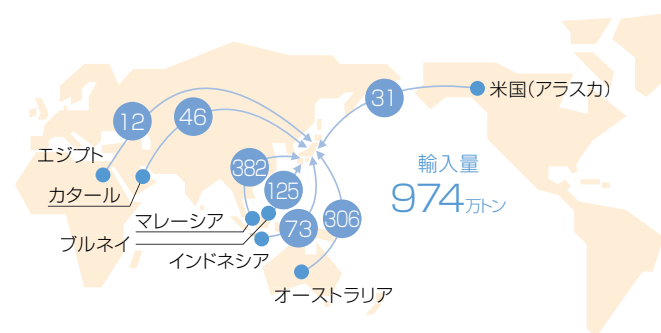 31
米国(アラスカ)
12
46
エジプト
カタール
382
輸入量
974万トン
125
マレーシア
ブルネイ
73
306
インドネシア
オーストラリア